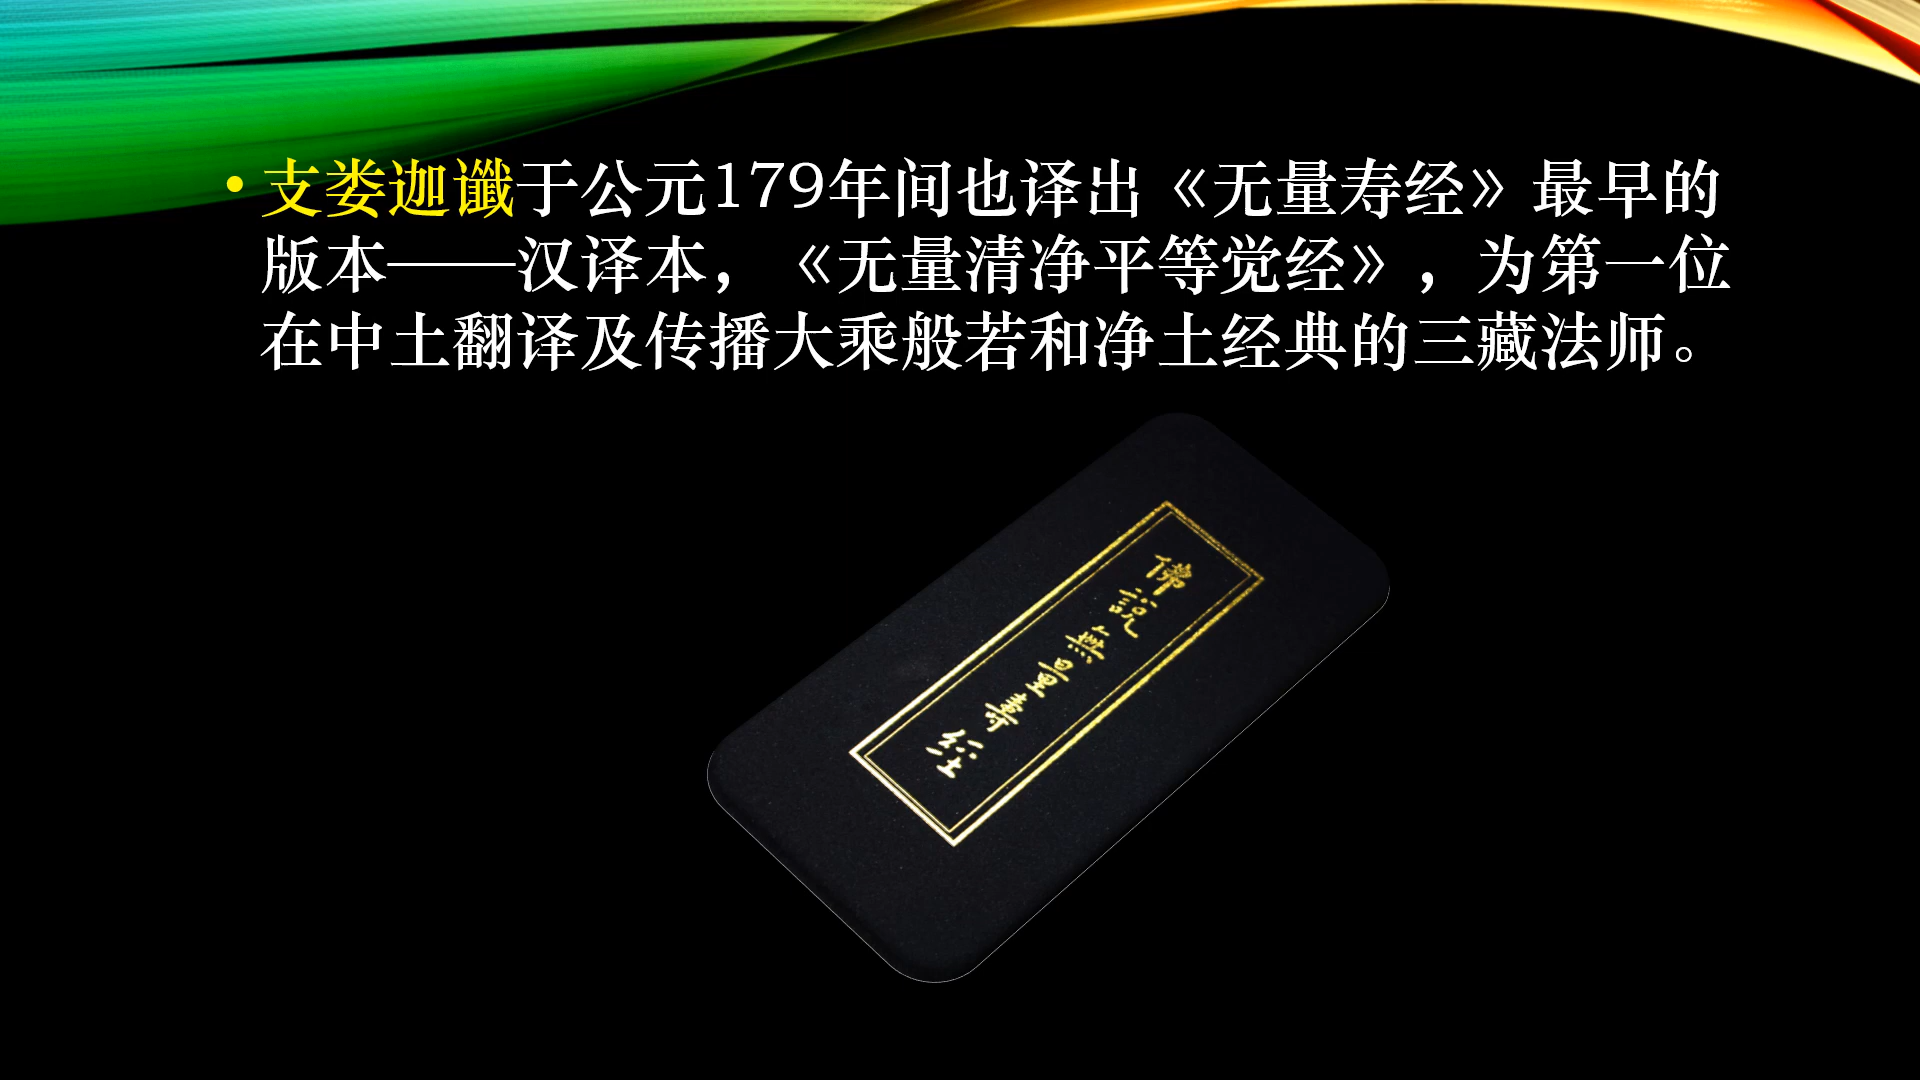 • 支娄迦谶于公元179年间也译出《无量寿经》最早的
版本——汉译本，《无量清净平等觉经》，为第一位
在中土翻译及传播大乘般若和净土经典的三藏法师。
佛說無量壽經